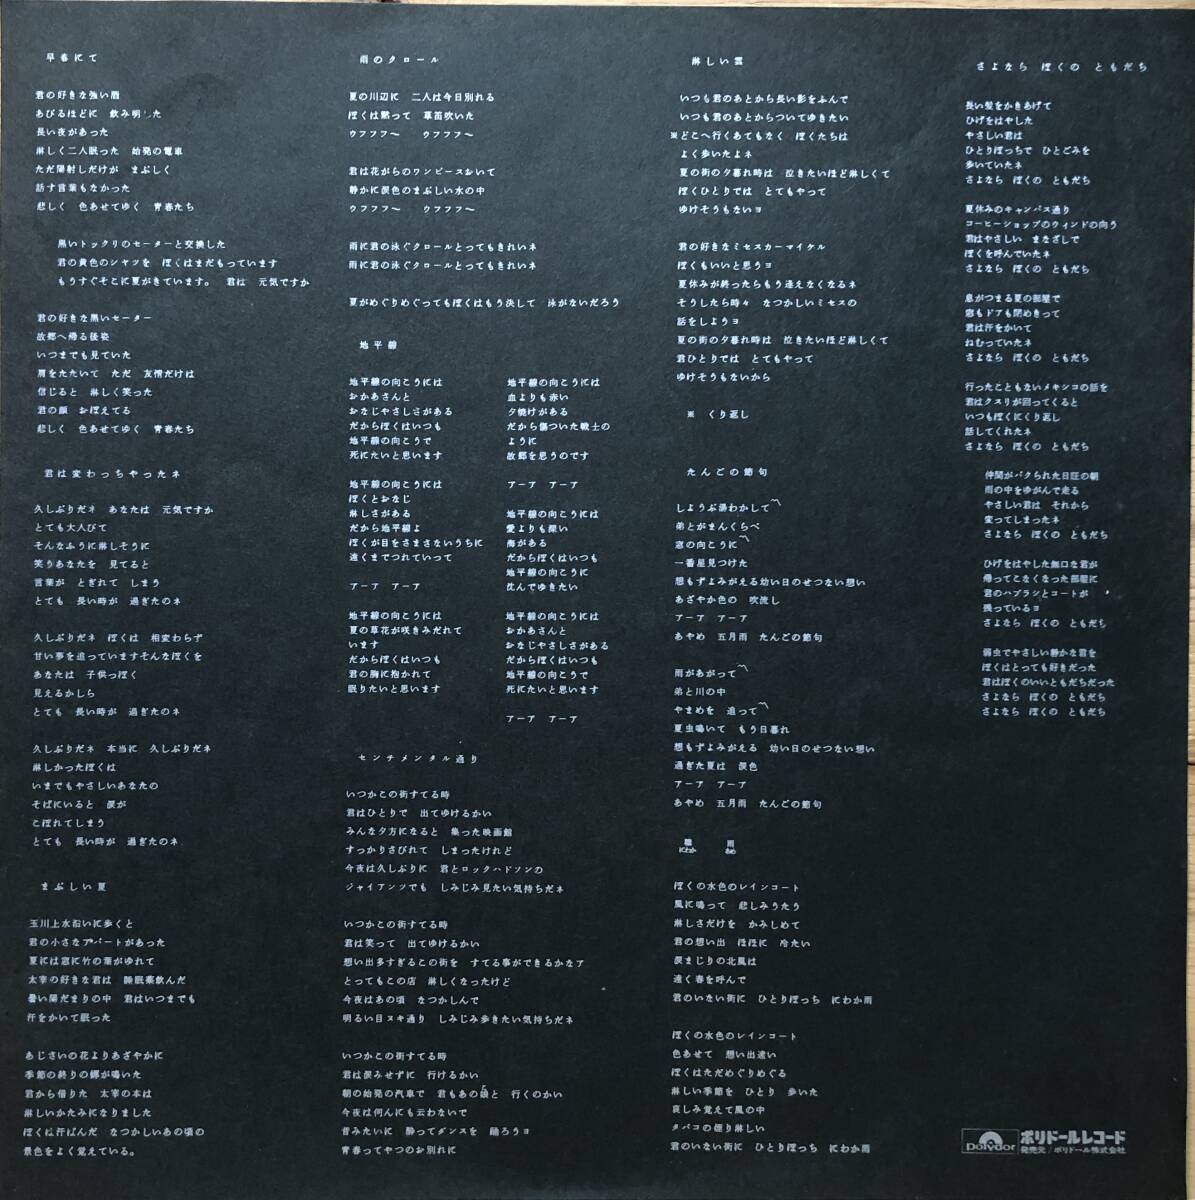 早春にて
君の好きな強い酒
あびるほどに　飲み明した
長い夜があった
淋しく二人眠った　始発の電車
ただ陽射しだけが　まぶしく
話す言葉もなかった
悲しく　色あせてゆく　青春たち
黒いトックリのセーターと交換した
君の黄色のシャツを　ぼくはまだもっています
もうすぐそこに夏がきています。　君は　元気ですか
君の好きな黒いセーター
故郷へ帰る後姿
いつまでも見ていた
肩をたたいて　ただ　友情だけは
信じると　淋しく笑った
君の顔　おぼえてる
悲しく　色あせてゆく　青春たち
君は変わっちゃったネ
久しぶりだネ　あなたは　元気ですか
とても大人びて
そんなふうに淋しそうに
笑りあなたを　見てると
言葉が　とぎれて　しまう
とても　長い時が　過ぎたのネ
久しぶりだネ　ぼくは　相変わらず
甘い夢を追っていますそんなぼくを
あなたは　子供っぽく
見えるかしら
とても　長い時が　過ぎたのネ
久しぶりだネ　本当に　久しぶりだネ
淋しかったぼくは
いまでもやさしいあなたの
そばにいると　涙が
こぼれてしまう
とても　長い時が　過ぎたのネ
まぶしい夏
玉川上水沿いに歩くと
君の小さなアパートがあった
夏には窓に竹の葉がゆれて
太宰の好きな君は　睡眠薬飲んだ
暑い陽だまりの中　君はいつまでも
汗をかいて眠った
あじさいの花よりあざやかに
季節の終りの蝉が鳴いた
君から借りた　太宰の本は
淋しいかたみになりました
ぼくは汗ばんだ　なつかしいあの頃の
景色をよく覚えている。
雨のクロール
夏の川辺に　二人は今日別れる
ぼくは黙って　草笛吹いた
ウフフフ〜　ウフフフ〜
君は花がらのワンピースおいて
静かに涙色のまぶしい水の中
ウフフフ〜　ウフフフ〜
雨に君の泳ぐクロールとってもきれいネ
雨に君の泳ぐクロールとってもきれいネ
夏がめぐりめぐってもぼくはもう決して　泳がないだろう
地平線
地平線の向こうには
おかあさんと
おなじやさしさがある
だからぼくはいつも
地平線の向こうで
死にたいと思います
地平線の向こうには
ぼくとおなじ
淋しさがある
だから地平線よ
ぼくが目をさまさないうちに
遠くまでつれていって
アーア　アーア
地平線の向こうには
夏の草花が咲きみだれて
います
だからぼくはいつも
君の胸に抱かれて
眠りたいと思います
地平線の向こうには
血よりも赤い
夕焼けがある
だから傷ついた戦士の
ように
故郷を思うのです
アーア　アーア
地平線の向こうには
愛よりも深い
海がある
だからぼくはいつも
地平線の向こうに
沈んでゆきたい
地平線の向こうには
おかあさんと
おなじやさしさがある
だからぼくはいつも
地平線の向こうで
死にたいと思います
アーア　アーア
センチメンタル通り
いつかこの街すてる時
君はひとりで　出てゆけるかい
みんな夕方になると　集った映画館
すっかりさびれて　しまったけれど
今夜は久しぶりに　君とロックハドソンの
ジャイアンツでも　しみじみ見たい気持ちだネ
いつかこの街すてる時
君は笑って　出てゆけるかい
想い出多すぎるこの街を　すてる事ができるかなア
とってもこの店　淋しくなったけど
今夜はあの頃　なつかしんで
明るい目ヌキ通り　しみじみ歩きたい気持ちだネ
いつかこの街すてる時
君は涙みせずに　行けるかい
朝の始発の汽車で　君もあの娘と　行くのかい
今夜は何んにも云わないで
昔みたいに　酔ってダンスを　踊ろうヨ
青春ってやつのお別れに
淋しい雲
いつも君のあとから長い影をふんで
いつも君のあとからついてゆきたい
※どこへ行くあてもなく　ぼくたちは
よく歩いたよネ
夏の街の夕暮れ時は　泣きたいほど淋しくて
ぼくひとりでは　とてもやって
ゆけそうもないヨ
君の好きなミセスカーマイケル
ぼくもいいと思うヨ
夏休みが終ったらもう逢えなくなるネ
そうしたら時々　なつかしいミセスの
話をしようヨ
夏の街の夕暮れ時は　泣きたいほど淋しくて
君ひとりでは　とてもやって
ゆけそうもないから
※　くり返し
たんごの節句
しようぶ湯わかして〽
弟とがまんくらべ
窓の向こうに〽
一番星見つけた
想もずよみがえる幼い日のせつない想い
あざやか色の　吹流し
アーア　アーア
あやめ　五月雨　たんごの節句
雨があがって〽
弟と川の中
やまめを　追って〽
夏虫鳴いて　もう日暮れ
想もずよみがえる　幼い日のせつない想い
過ぎた夏は　涙色
アーア　アーア
あやめ　五月雨　たんごの節句
雨
にわか　あめ
ぼくの水色のレインコート
風に鳴って　悲しみうたう
淋しさだけを　かみしめて
君の想い出　ほほに　冷たい
涙まじりの北風は
遠く春を呼んで
君のいない街に　ひとりぼっち　にわか雨
ぼくの水色のレインコート
色あせて　想い出遠い
ぼくはただめぐりめぐる
淋しい季節を　ひとり　歩いた
哀しみ覚えて風の中
タバコの煙り淋しい
君のいない街に　ひとりぼっち　にわか雨
さよなら　ぼくの　ともだち
長い髪をかきあげて
ひげをはやした
やさしい君は
ひとりぼっちで　ひとごみを
歩いていたネ
さよなら　ぼくの　ともだち
夏休みのキャンパス通り
コーヒーショップのウィンドの向う
君はやさしい　まなざしで
ぼくを呼んでいたネ
さよなら　ぼくの　ともだち
息がつまる夏の部屋で
窓もドアも閉めきって
君は汗をかいて
ねむっていたネ
さよなら　ぼくの　ともだち
行ったこともないメキシコの話を
君はクスリが回ってくると
いつもぼくにくり返し
話してくれたネ
さよなら　ぼくの　ともだち
仲間がパクられた日曜の朝
雨の中をゆがんで走る
やさしい君は　それから
変ってしまったネ
さよなら　ぼくの　ともだち
ひげをはやした無口な君が
帰ってこなくなった部屋に
君のハブラシとコートが
残っているヨ
さよなら　ぼくの　ともだち
弱虫でやさしい静かな君を
ぼくはとっても好きだった
君はぼくのいいともだちだった
さよなら　ぼくの　ともだち
さよなら　ぼくの　ともだち
Polydor ポリドールレコード
発売元/ポリドール株式会社